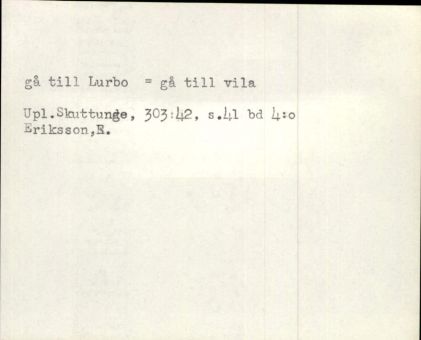 gå till Lurbo = gå till vila
Upl.Skuttunge, 303:42, s.41 bd 4:o
Eriksson,R.